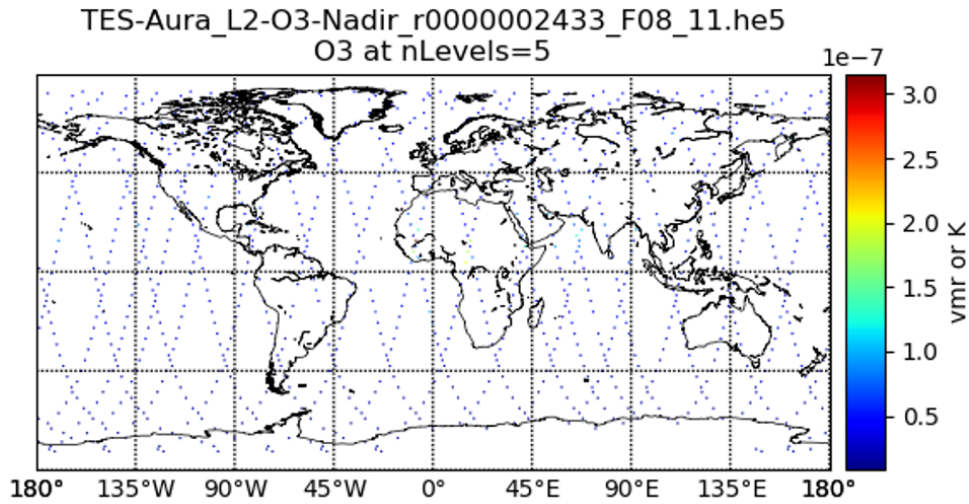 TES-Aura_L2-O3-Nadir_r0000002433_F08_11.he5
O3 at nLevels=5
1e−7
3.0
2.5
2.0
1.5
1.0
0.5
vmr or K
180° 135°W 90°W 45°W 0° 45°E 90°E 135°E 180°